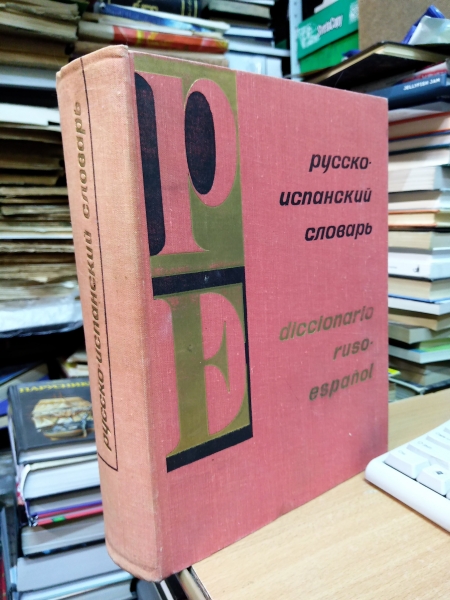 русско-испанский словарь
Р
Е
русско-
испанский
словарь
diccionario
ruso-
español